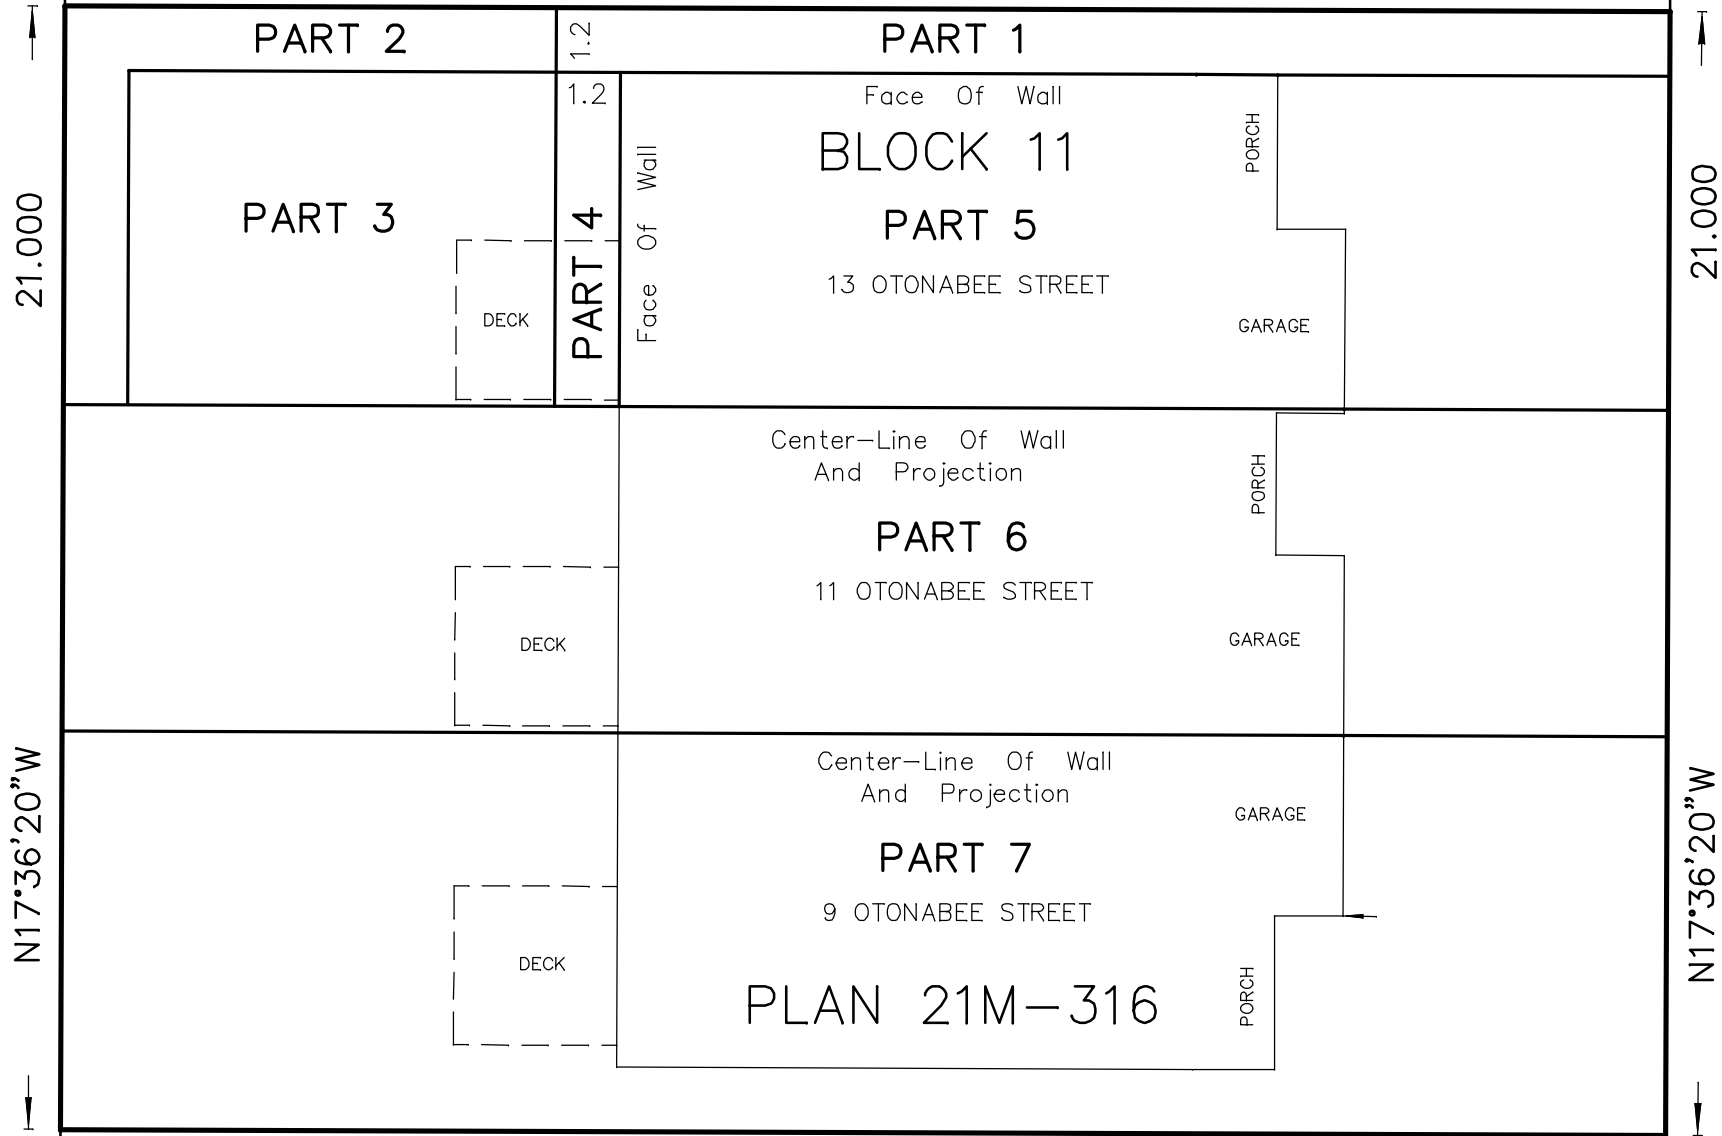 PART 2
1.2
PART 1
1.2
Face Of Wall
BLOCK 11
PORCH
Face Of Wall
21.000
PART 3
PART 4
PART 5
21.000
13 OTONABEE STREET
DECK
GARAGE
Center-Line Of Wall
And Projection
PORCH
PART 6
11 OTONABEE STREET
DECK
GARAGE
Center-Line Of Wall
And Projection
GARAGE
N17°36'20"W
PART 7
N17°36'20"W
9 OTONABEE STREET
DECK
PLAN 21M-316
PORCH